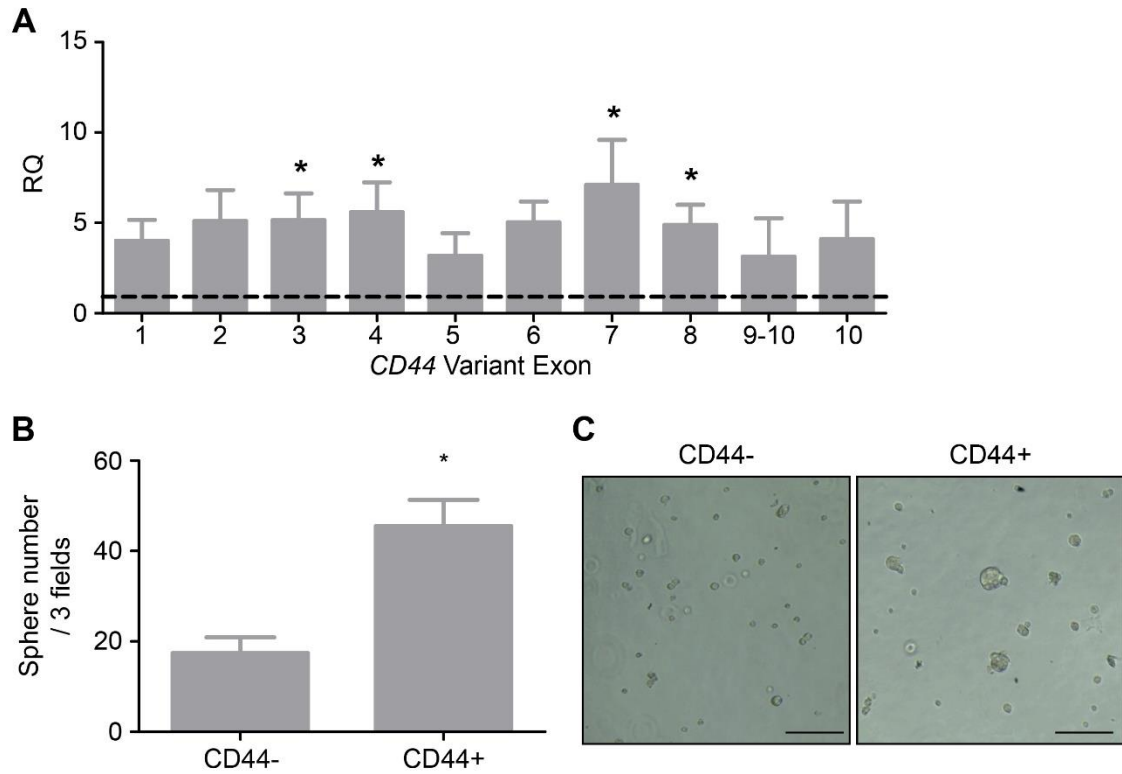 A
15
10
5
0
RQ
* * * *
1 2 3 4 5 6 7 8 9-10 10
CD44 Variant Exon
B
60
40
20
0
Sphere number
/ 3 fields
*
CD44- CD44+
C
CD44- CD44+